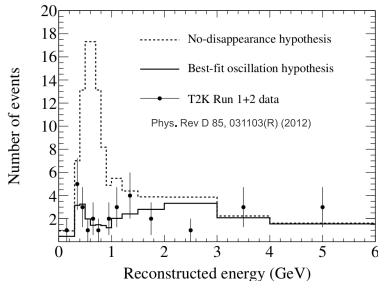 20
18
16
14
12
10
8
6
4
2
0
Number of events
No-disappearance hypothesis
Best-fit oscillation hypothesis
T2K Run 1+2 data
Phys. Rev D 85, 031103(R) (2012)
0 1 2 3 4 5 6
Reconstructed energy (GeV)